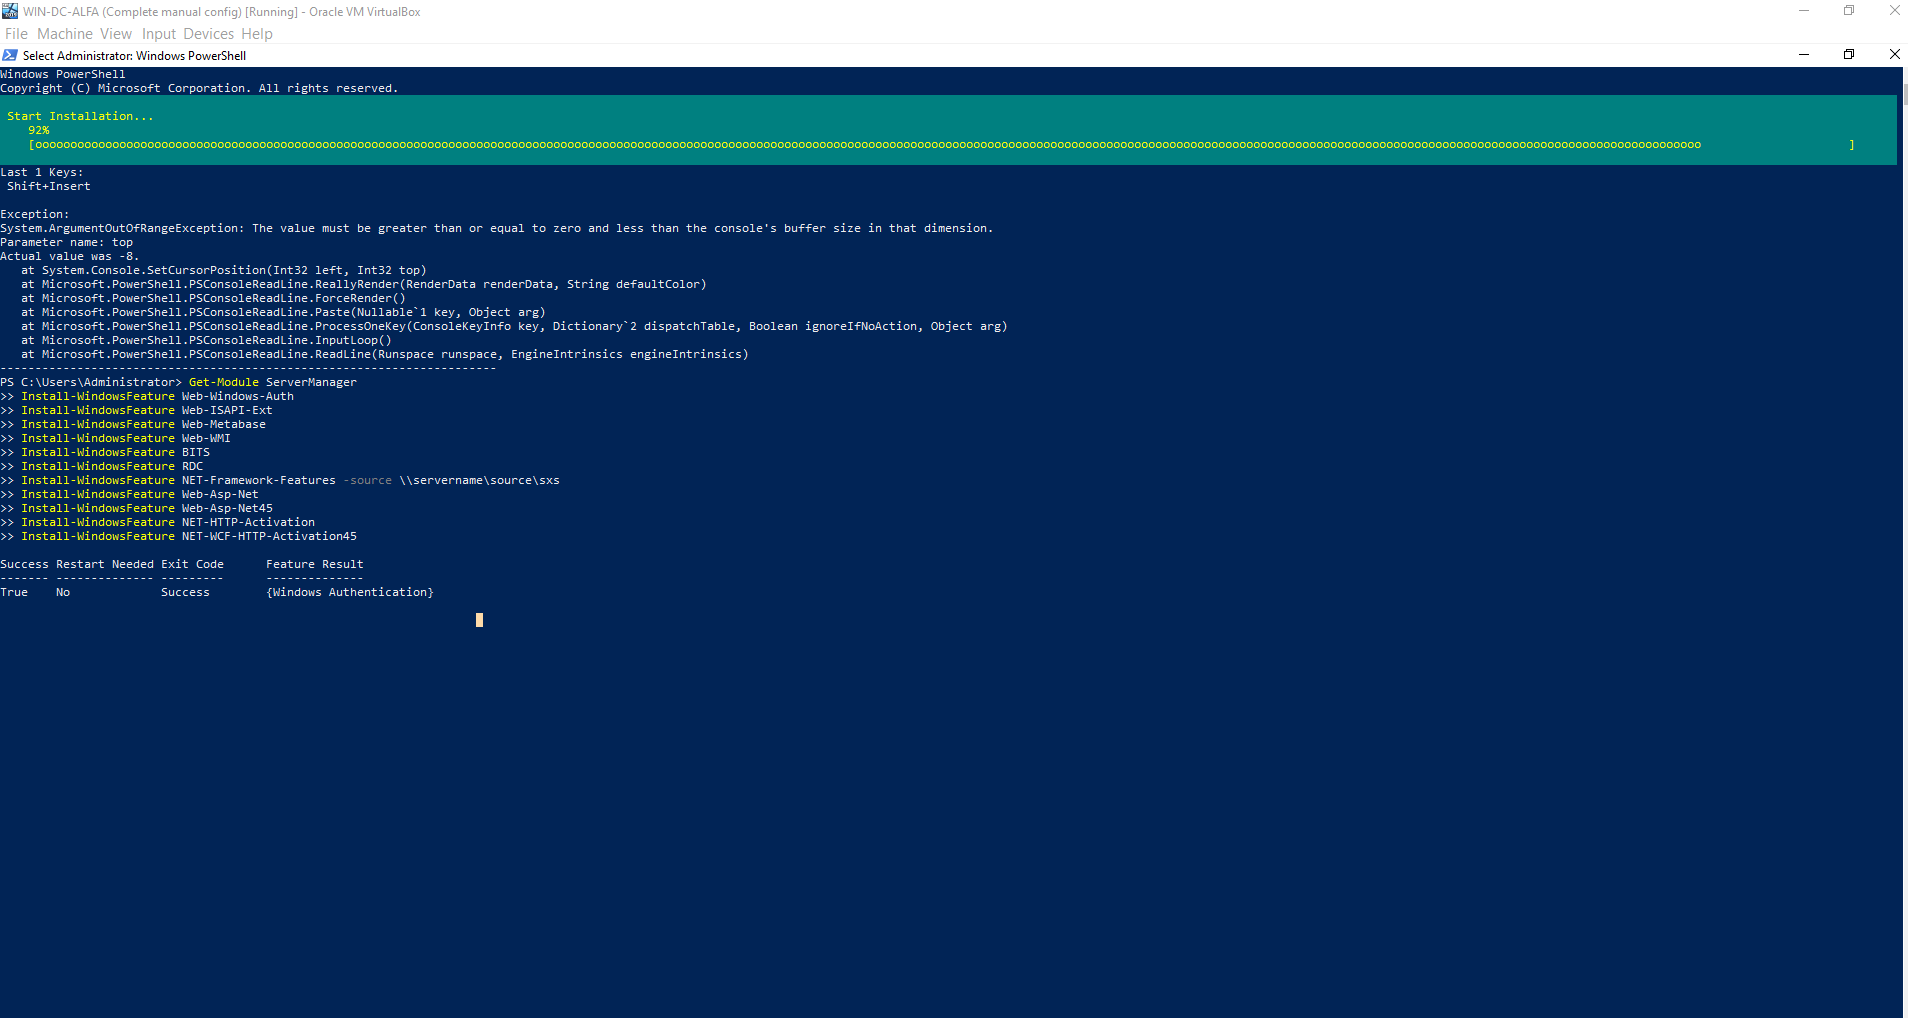 WIN-DC-ALFA (Complete manual config) [Running] - Oracle VM VirtualBox
File Machine View Input Devices Help
Select Administrator: Windows PowerShell
Windows PowerShell
Copyright (C) Microsoft Corporation. All rights reserved.
Start Installation...
92%
[oooooooooooooooooooooooooooooooooooooooooooooooooooooooooooooooooooooooooooooooooooooooooooooooooooooooooooooooooooooooooooooooooooooooooooooooooooooooooooooooooooooooooooooooooooooooooooooooooooooooooooooooooooooooooooooooooooooooooooooo                     ]
Last 1 Keys:
Shift+Insert
Exception:
System.ArgumentOutOfRangeException: The value must be greater than or equal to zero and less than the console's buffer size in that dimension.
Parameter name: top
Actual value was -8.
at System.Console.SetCursorPosition(Int32 left, Int32 top)
at Microsoft.PowerShell.PSConsoleReadLine.ReallyRender(RenderData renderData, String defaultColor)
at Microsoft.PowerShell.PSConsoleReadLine.ForceRender()
at Microsoft.PowerShell.PSConsoleReadLine.Paste(Nullable`1 key, Object arg)
at Microsoft.PowerShell.PSConsoleReadLine.ProcessOneKey(ConsoleKeyInfo key, Dictionary`2 dispatchTable, Boolean ignoreIfNoAction, Object arg)
at Microsoft.PowerShell.PSConsoleReadLine.InputLoop()
at Microsoft.PowerShell.PSConsoleReadLine.ReadLine(Runspace runspace, EngineIntrinsics engineIntrinsics)
-----------------------------------------------------------------------
PS C:\Users\Administrator> Get-Module ServerManager
>> Install-WindowsFeature Web-Windows-Auth
>> Install-WindowsFeature Web-ISAPI-Ext
>> Install-WindowsFeature Web-Metabase
>> Install-WindowsFeature Web-WMI
>> Install-WindowsFeature BITS
>> Install-WindowsFeature RDC
>> Install-WindowsFeature NET-Framework-Features -source \\servername\source\sxs
>> Install-WindowsFeature Web-Asp-Net
>> Install-WindowsFeature Web-Asp-Net45
>> Install-WindowsFeature NET-HTTP-Activation
>> Install-WindowsFeature NET-WCF-HTTP-Activation45
Success Restart Needed Exit Code      Feature Result
------- -------------- ---------      --------------
True    No             Success        {Windows Authentication}